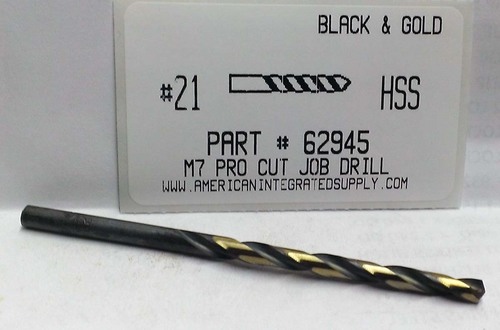 BLACK & GOLD
#21 HSS
PART # 62945
M7 PRO CUT JOB DRILL
WWW.AMERICANINTEGRATEDSUPPLY.COM